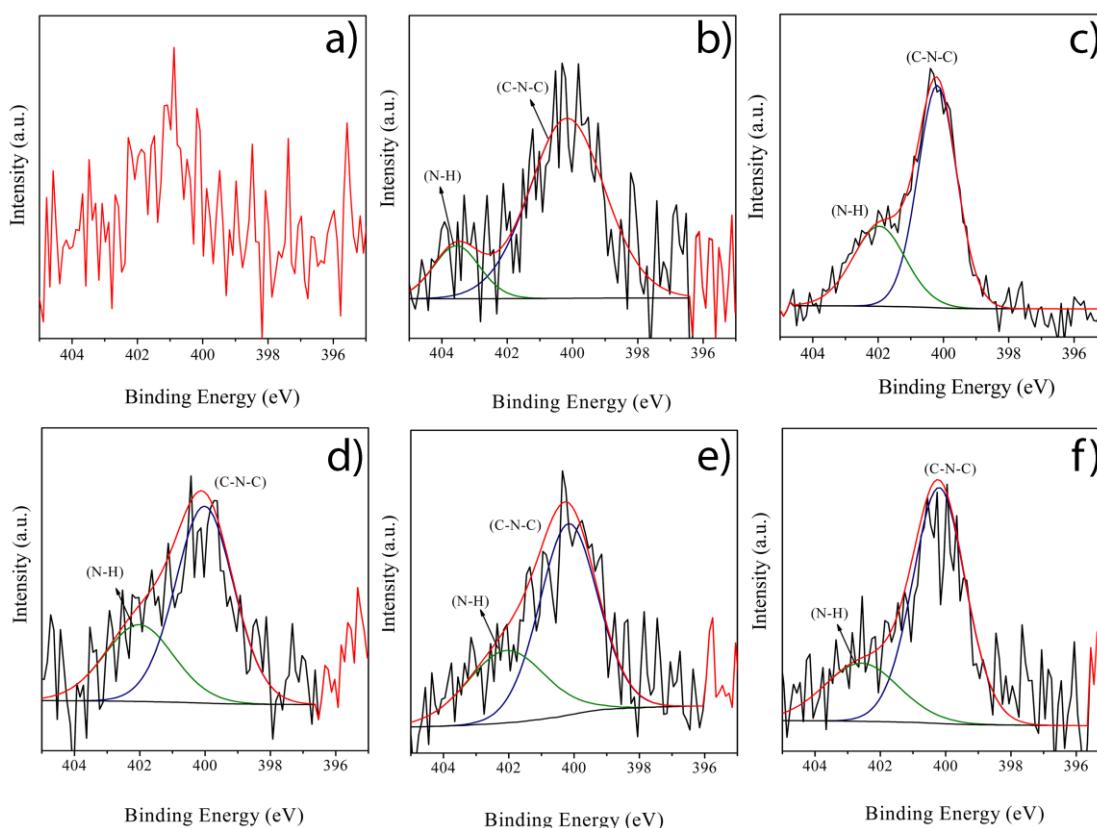 a)
Intensity (a.u.)
404 402 400 398 396
Binding Energy (eV)
b)
(C-N-C)
(N-H)
Intensity (a.u.)
404 402 400 398 396
Binding Energy (eV)
c)
(C-N-C)
(N-H)
Intensity (a.u.)
404 402 400 398 396
Binding Energy (eV)
d)
(C-N-C)
(N-H)
Intensity (a.u.)
404 402 400 398 396
Binding Energy (eV)
e)
(C-N-C)
(N-H)
Intensity (a.u.)
404 402 400 398 396
Binding Energy (eV)
f)
(C-N-C)
(N-H)
Intensity (a.u.)
404 402 400 398 396
Binding Energy (eV)